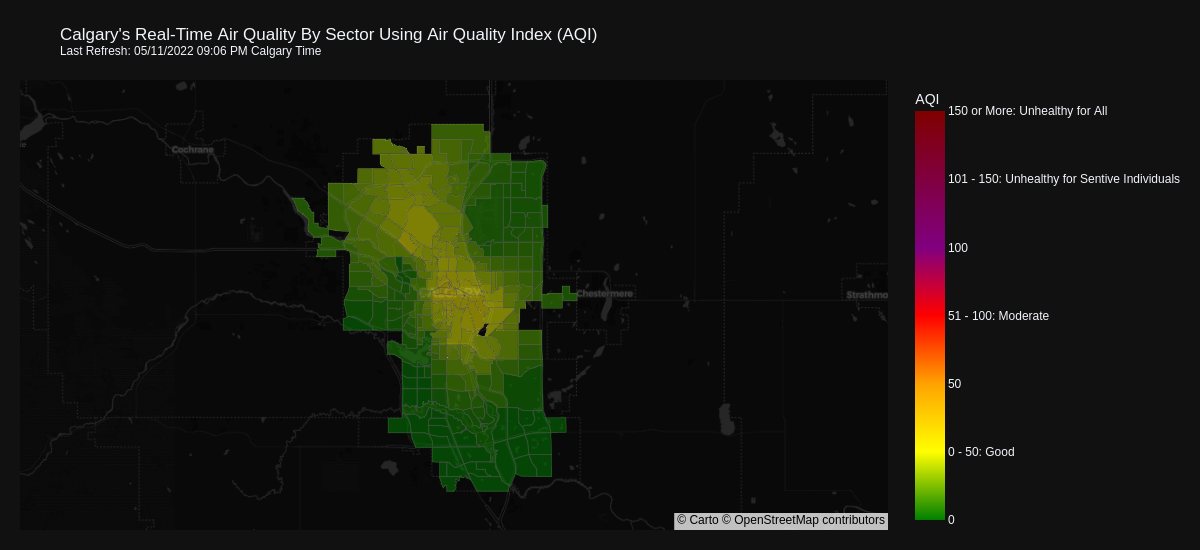 Calgary's Real-Time Air Quality By Sector Using Air Quality Index (AQI)
Last Refresh: 05/11/2022 09:06 PM Calgary Time
AQI
150 or More: Unhealthy for All
101 - 150: Unhealthy for Sentive Individuals
100
51 - 100: Moderate
50
0 - 50: Good
0
Cochrane
Chestermere
Strathmo
© Carto © OpenStreetMap contributors